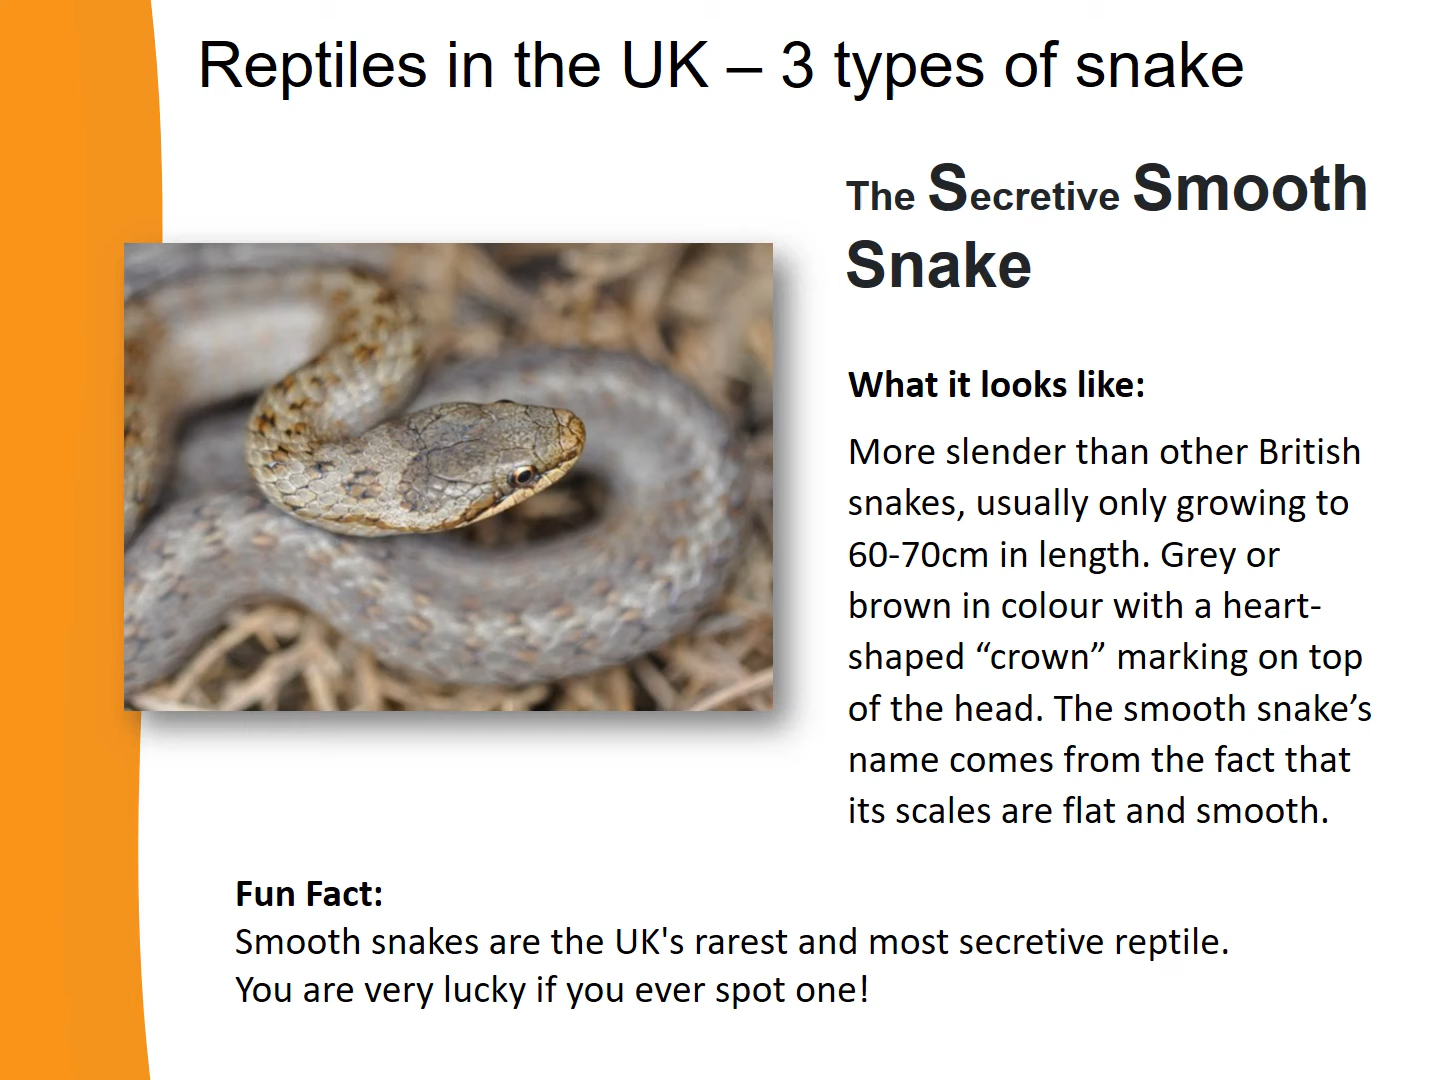 Reptiles in the UK – 3 types of snake
The Secretive Smooth
Snake
What it looks like:
More slender than other British
snakes, usually only growing to
60-70cm in length. Grey or
brown in colour with a heart-
shaped “crown” marking on top
of the head. The smooth snake’s
name comes from the fact that
its scales are flat and smooth.
Fun Fact:
Smooth snakes are the UK's rarest and most secretive reptile.
You are very lucky if you ever spot one!